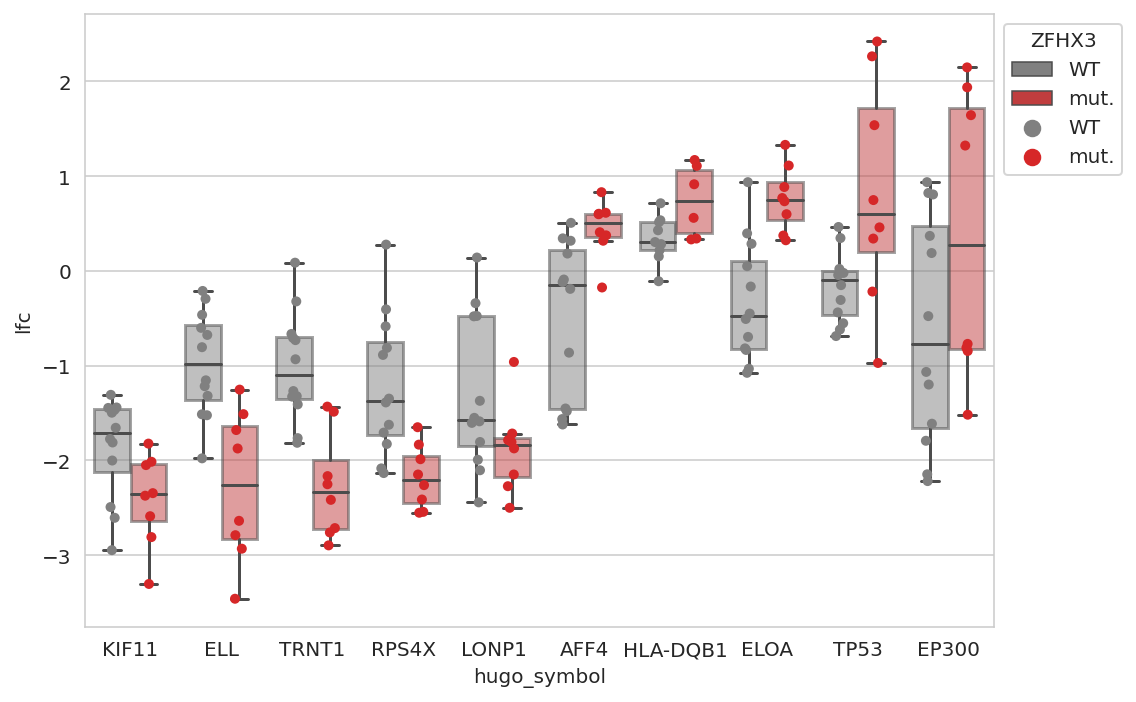 ZFHX3
WT
mut.
WT
mut.
lfc
2
1
0
−1
−2
−3
KIF11 ELL TRNT1 RPS4X LONP1 AFF4 HLA-DQB1 ELOA TP53 EP300
hugo_symbol